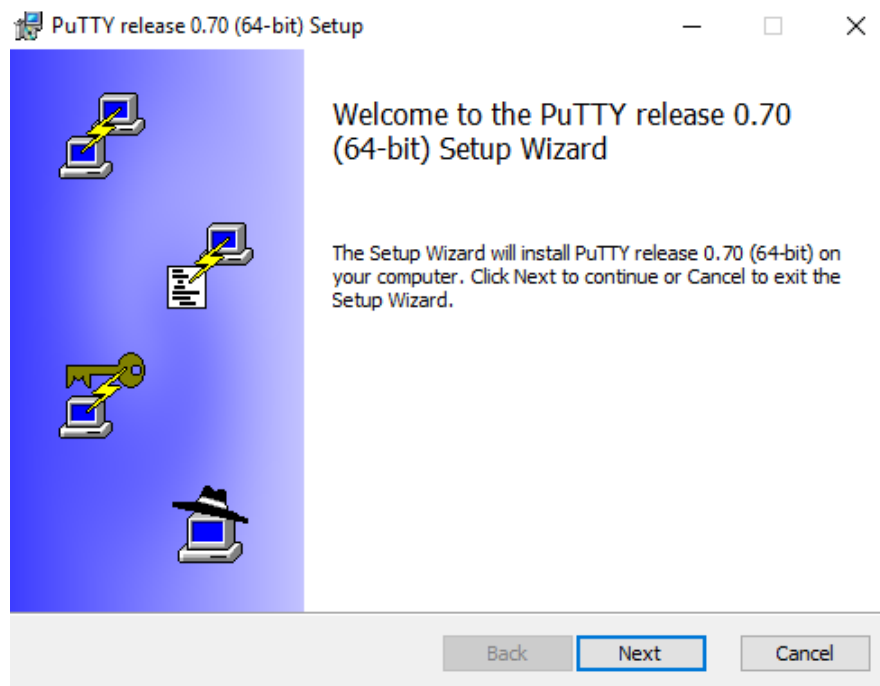 PuTTY release 0.70 (64-bit) Setup
Welcome to the PuTTY release 0.70
(64-bit) Setup Wizard
The Setup Wizard will install PuTTY release 0.70 (64-bit) on
your computer. Click Next to continue or Cancel to exit the
Setup Wizard.
Back Next Cancel